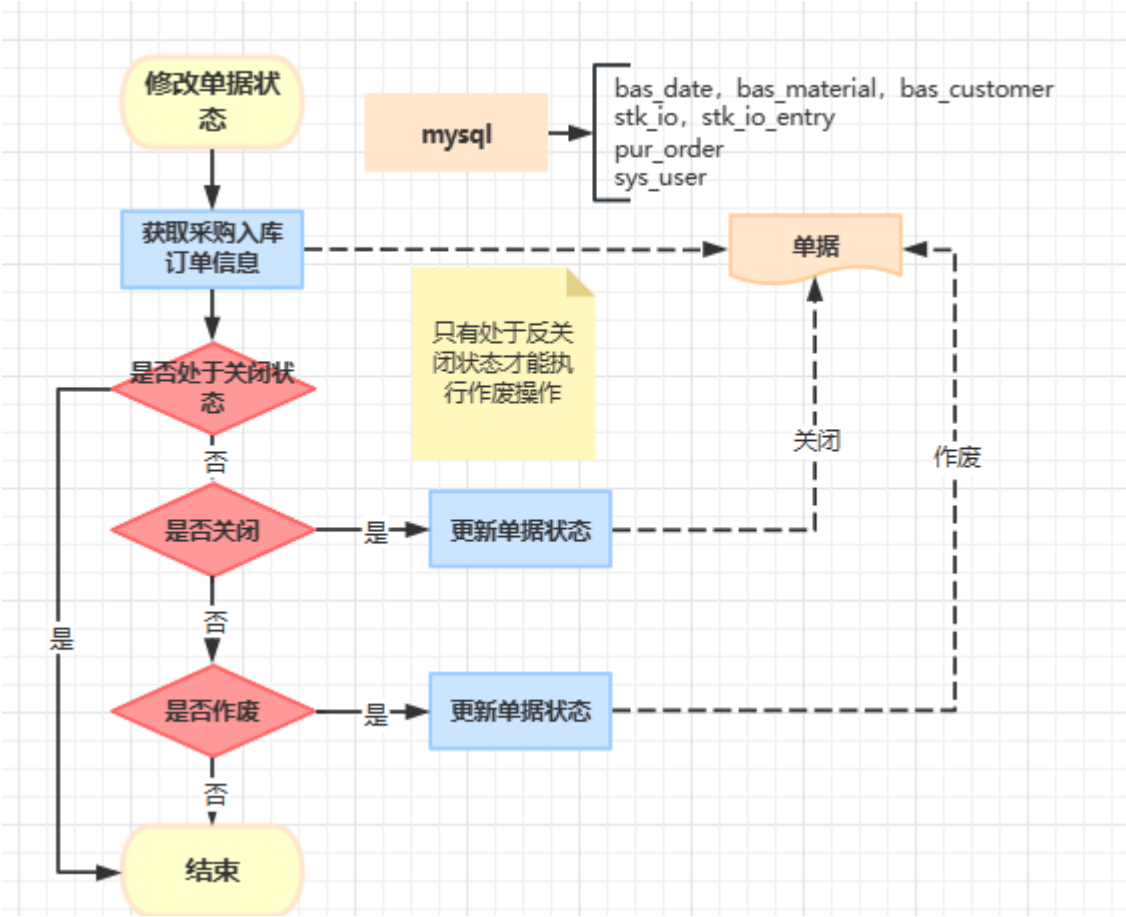 修改单据状
态
mysql
bas_date，bas_material，bas_customer
stk_io，stk_io_entry
pur_order
sys_user
获取采购入库
订单信息
单据
只有处于反关
闭状态才能执
行作废操作
是否处于关闭状
态
否
关闭
作废
是否关闭
是
更新单据状态
否
是
是否作废
是
更新单据状态
否
结束